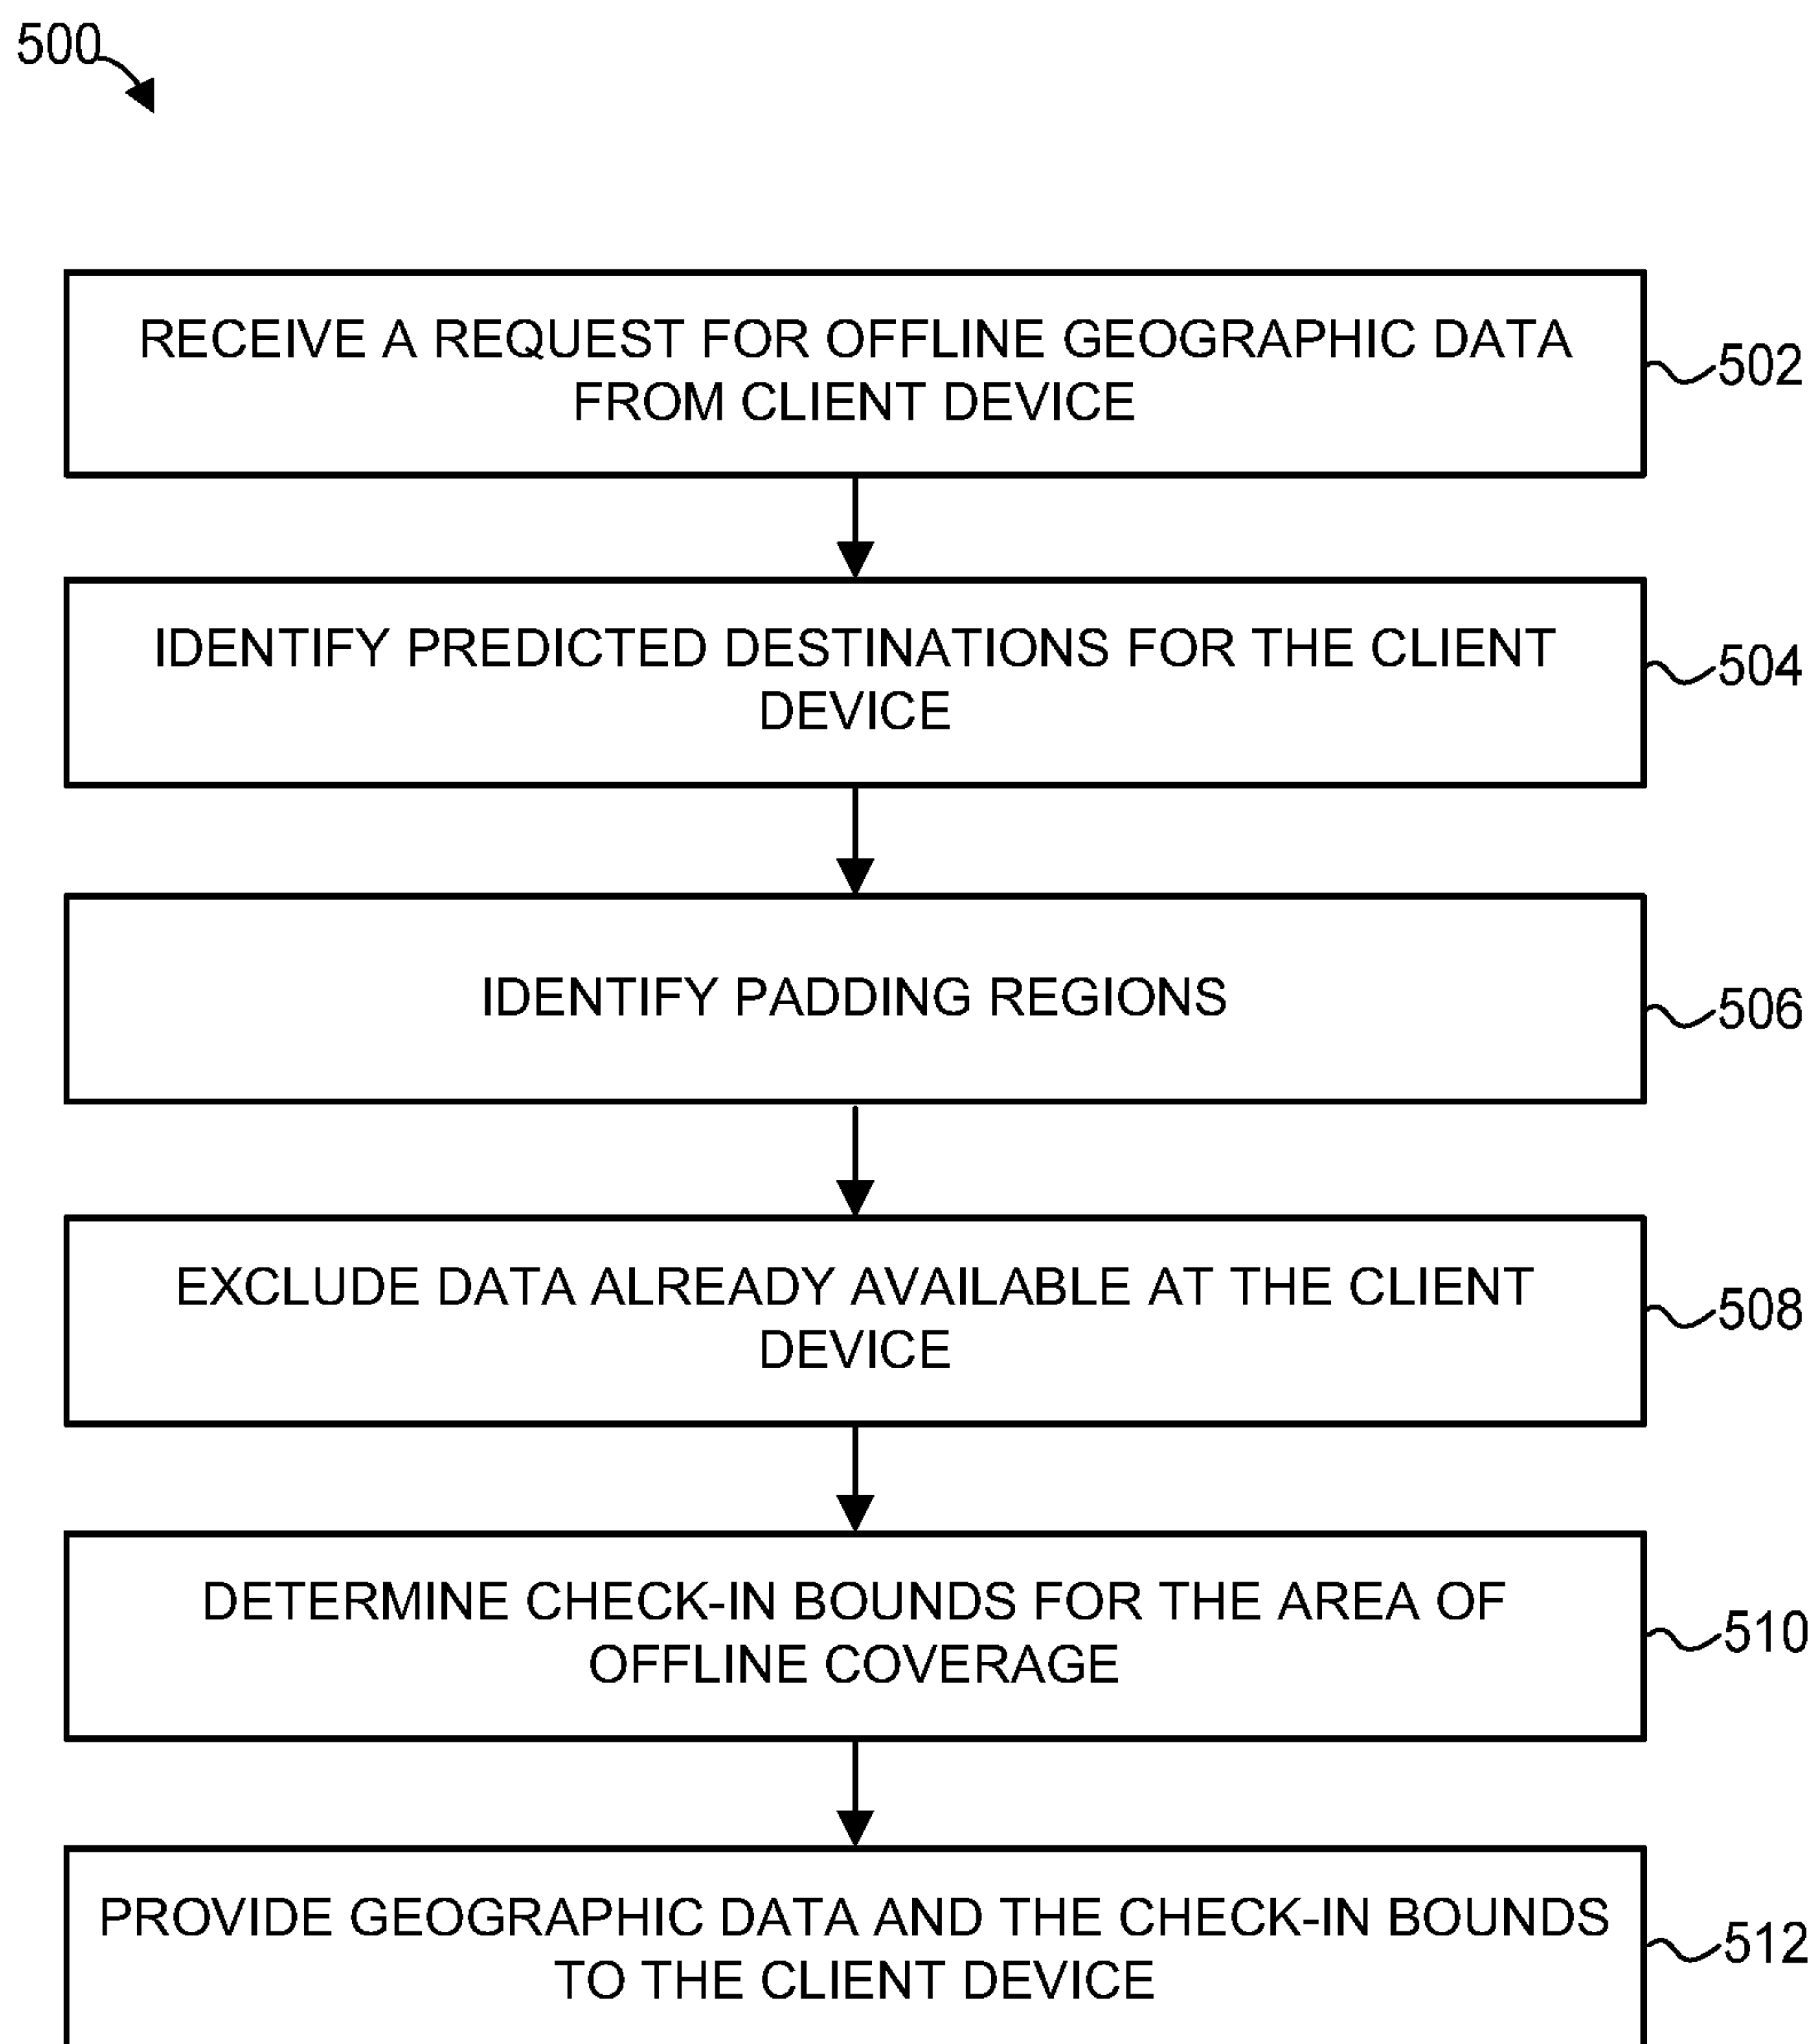 500
RECEIVE A REQUEST FOR OFFLINE GEOGRAPHIC DATA
FROM CLIENT DEVICE
502
IDENTIFY PREDICTED DESTINATIONS FOR THE CLIENT
DEVICE
504
IDENTIFY PADDING REGIONS
506
EXCLUDE DATA ALREADY AVAILABLE AT THE CLIENT
DEVICE
508
DETERMINE CHECK-IN BOUNDS FOR THE AREA OF
OFFLINE COVERAGE
510
PROVIDE GEOGRAPHIC DATA AND THE CHECK-IN BOUNDS
TO THE CLIENT DEVICE
512